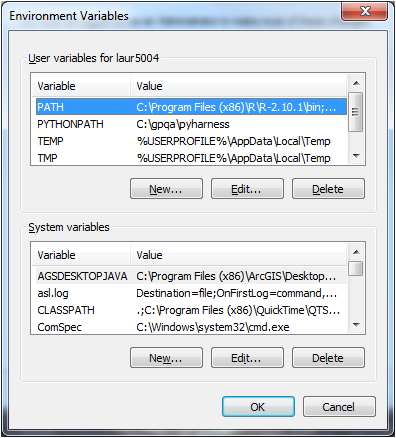 Environment Variables
User variables for laur5004
Variable Value
PATH C:\Program Files (x86)\R\R-2.10.1\bin;...
PYTHONPATH C:\gpqa\pyharness
TEMP %USERPROFILE%\AppData\Local\Temp
TMP %USERPROFILE%\AppData\Local\Temp
New... Edit... Delete
System variables
Variable Value
AGSDESKTOPJAVA C:\Program Files (x86)\ArcGIS\Desktop...
asl.log Destination=file;OnFirstLog=command,...
CLASSPATH .;C:\Program Files (x86)\QuickTime\QTS...
ComSpec C:\Windows\system32\cmd.exe
New... Edit... Delete
OK Cancel